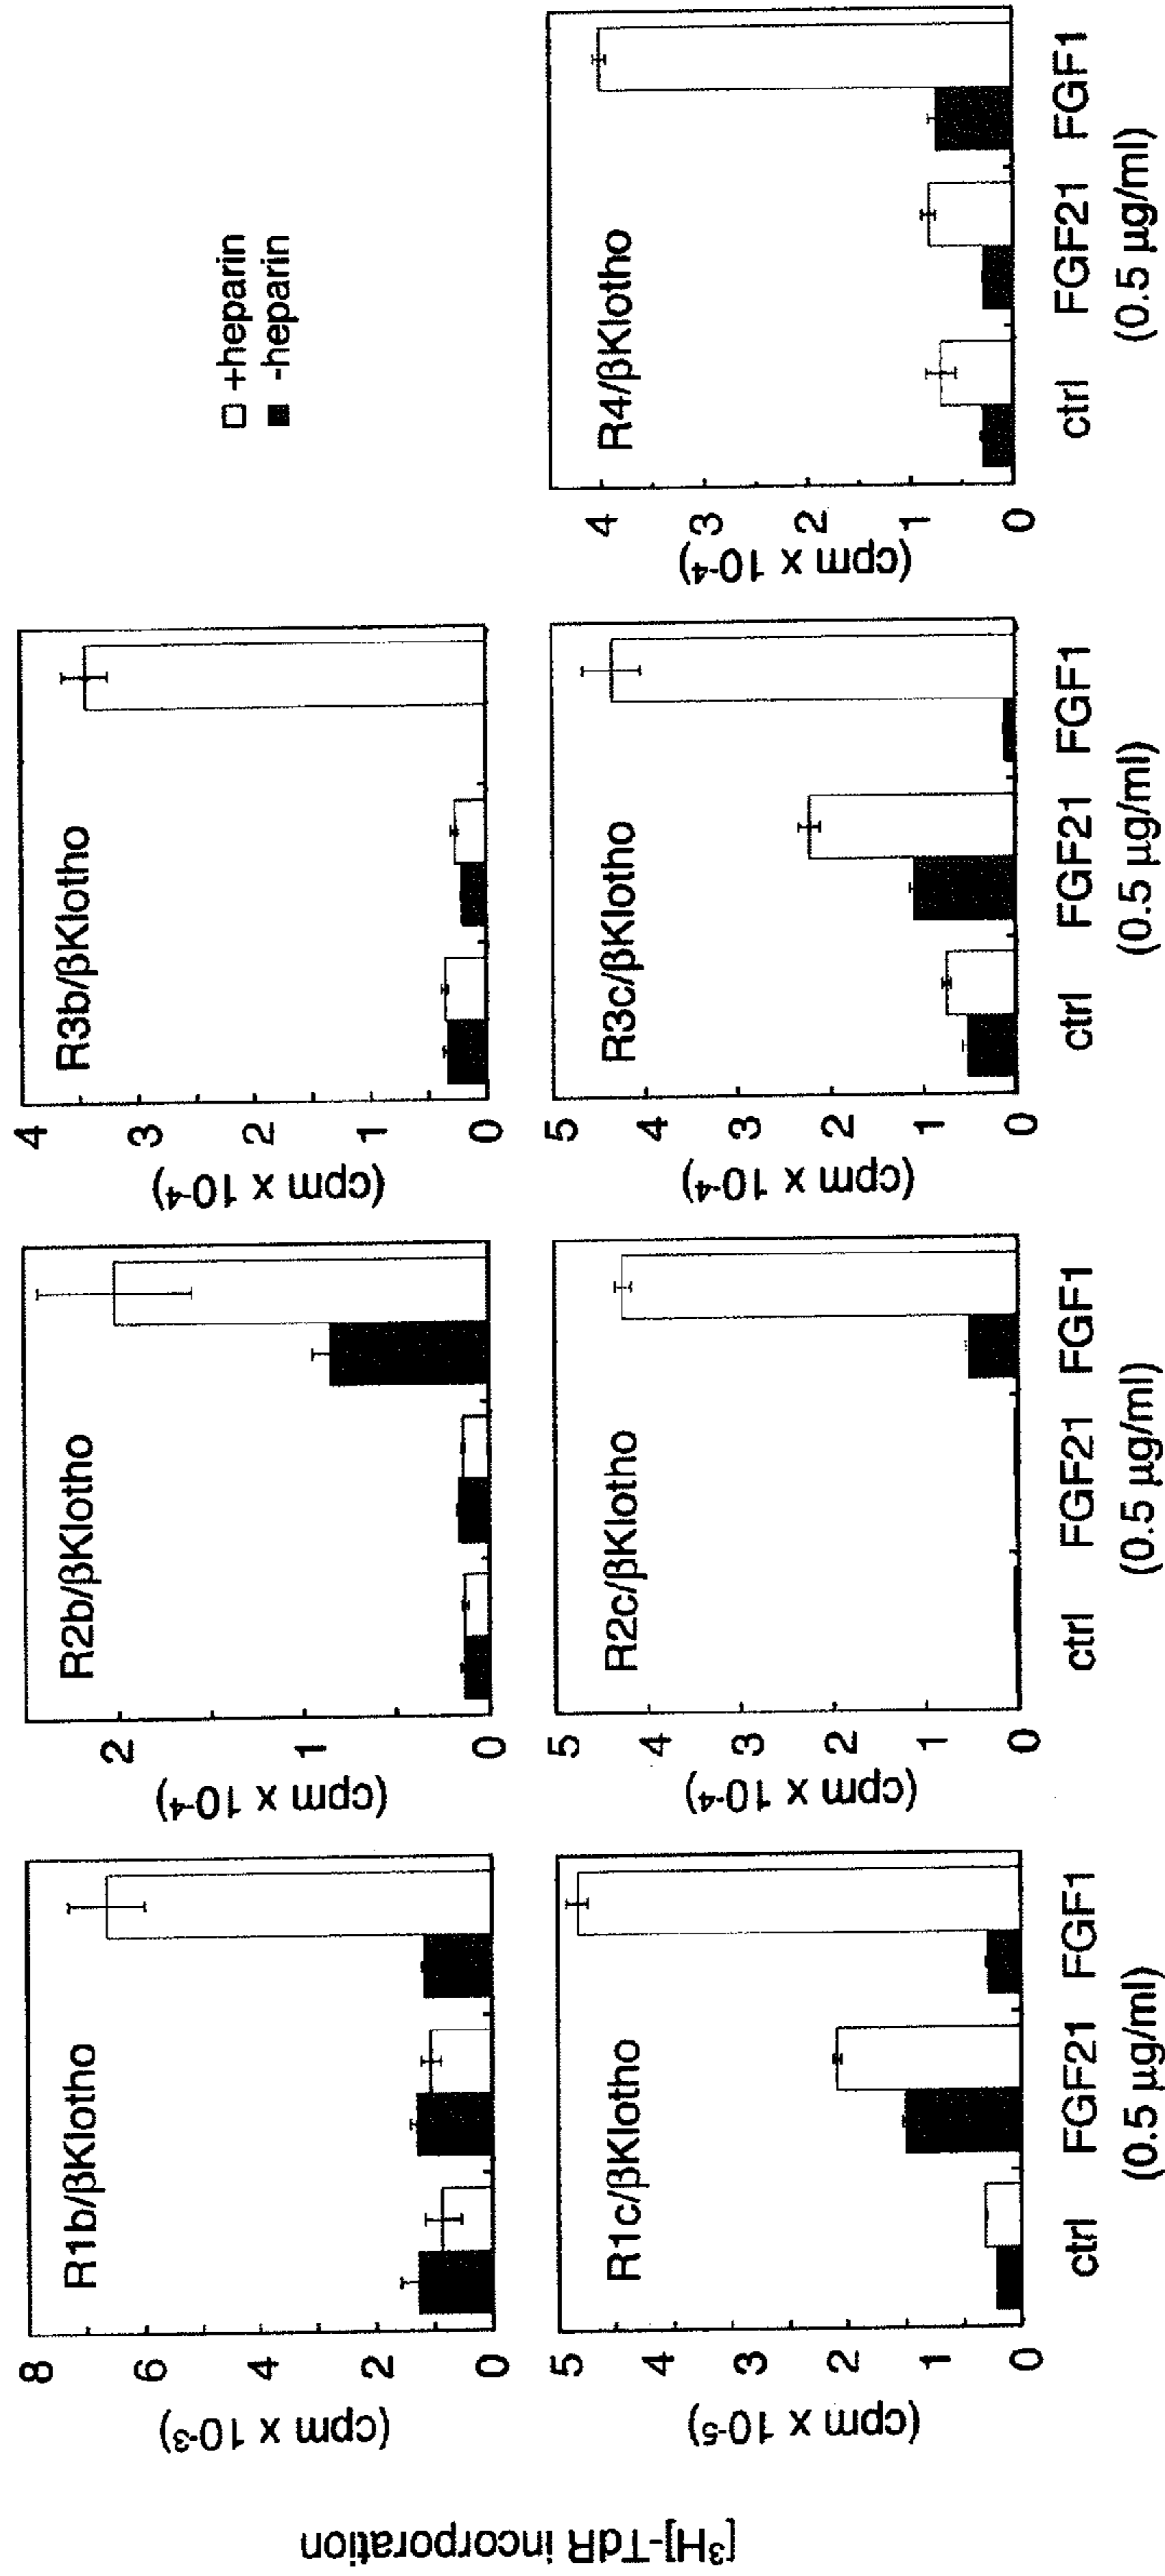 [³H]-TdR incorporation
(cpm x 10⁻³)
8
6
4
2
0
R1b/βKlotho
(cpm x 10⁻⁴)
2
1
0
R2b/βKlotho
(cpm x 10⁻⁴)
4
3
2
1
0
R3b/βKlotho
+heparin
-heparin
(cpm x 10⁻⁵)
5
4
3
2
1
0
R1c/βKlotho
ctrl FGF21 FGF1
(0.5 µg/ml)
(cpm x 10⁻⁴)
5
4
3
2
1
0
R2c/βKlotho
ctrl FGF21 FGF1
(0.5 µg/ml)
(cpm x 10⁻⁴)
5
4
3
2
1
0
R3c/βKlotho
ctrl FGF21 FGF1
(0.5 µg/ml)
(cpm x 10⁻⁴)
4
3
2
1
0
R4/βKlotho
ctrl FGF21 FGF1
(0.5 µg/ml)